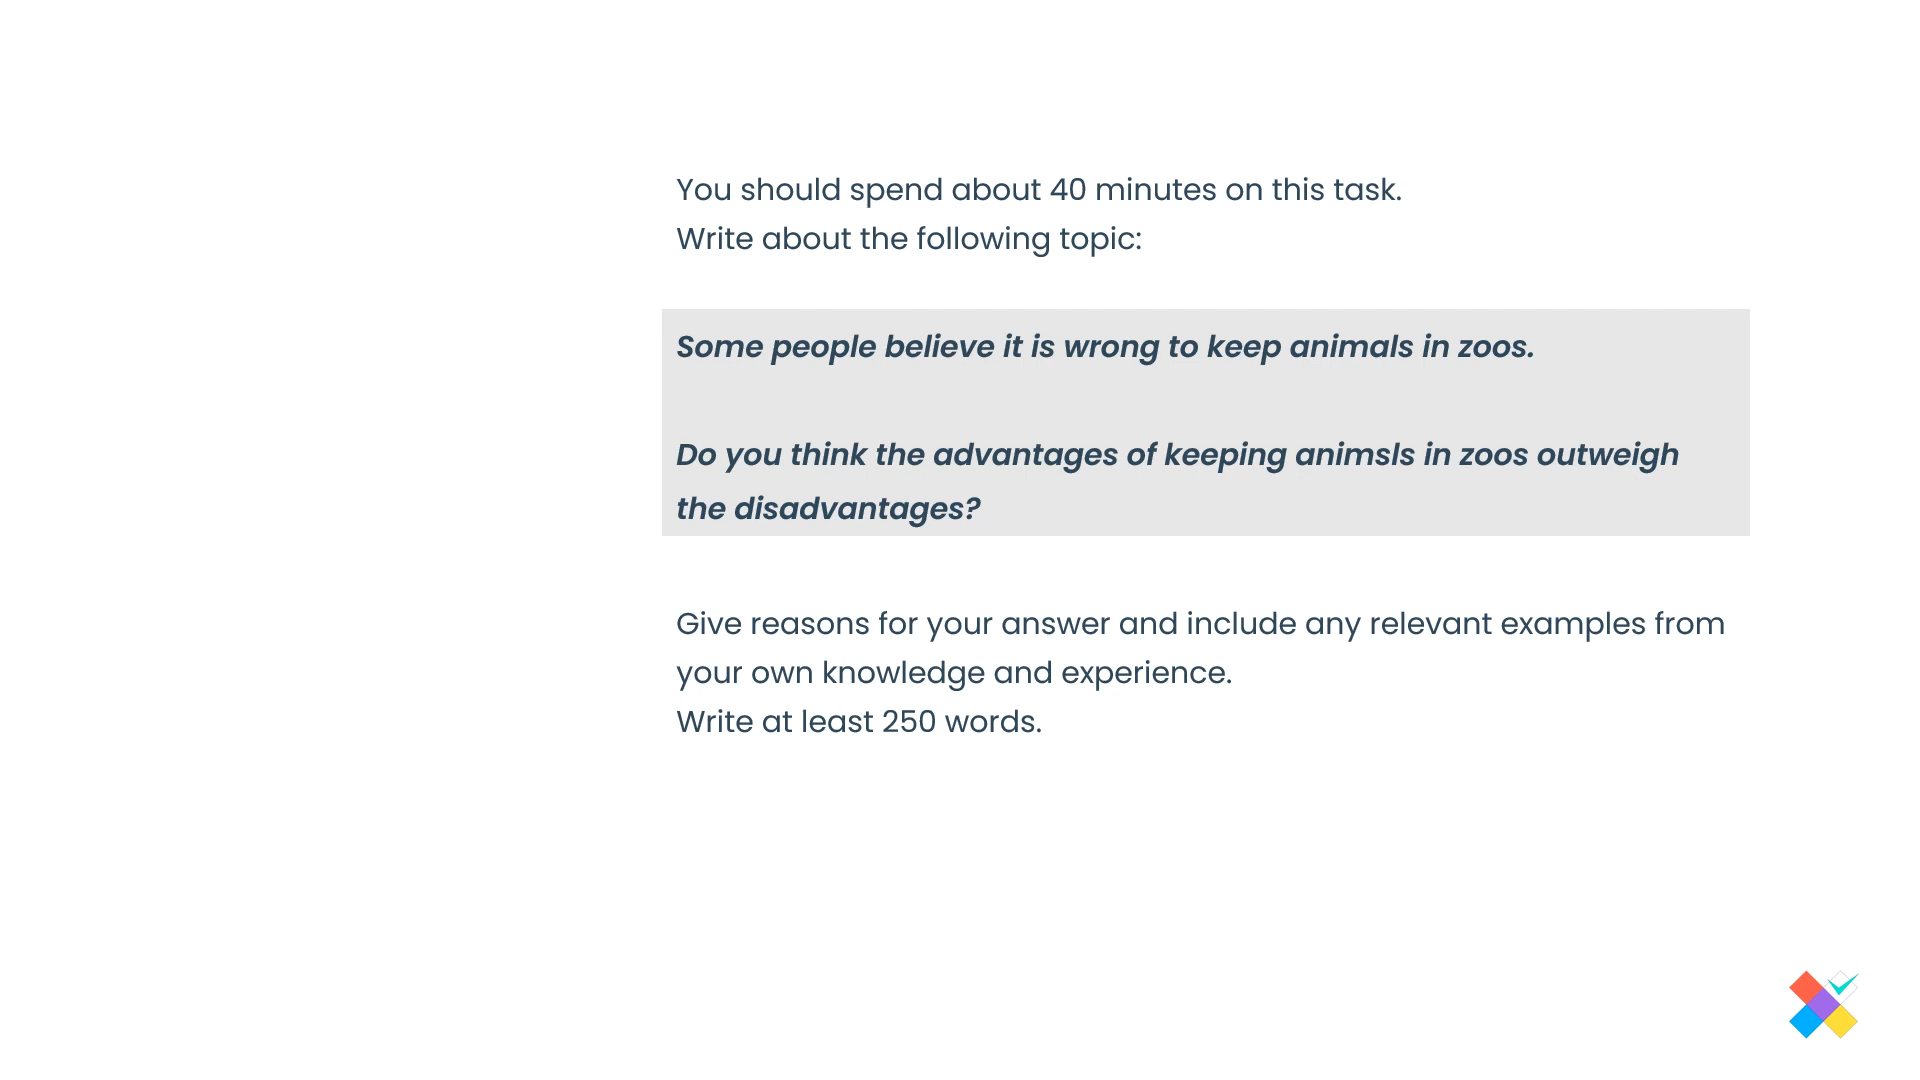 You should spend about 40 minutes on this task.
Write about the following topic:
Some people believe it is wrong to keep animals in zoos.
Do you think the advantages of keeping animsls in zoos outweigh
the disadvantages?
Give reasons for your answer and include any relevant examples from
your own knowledge and experience.
Write at least 250 words.